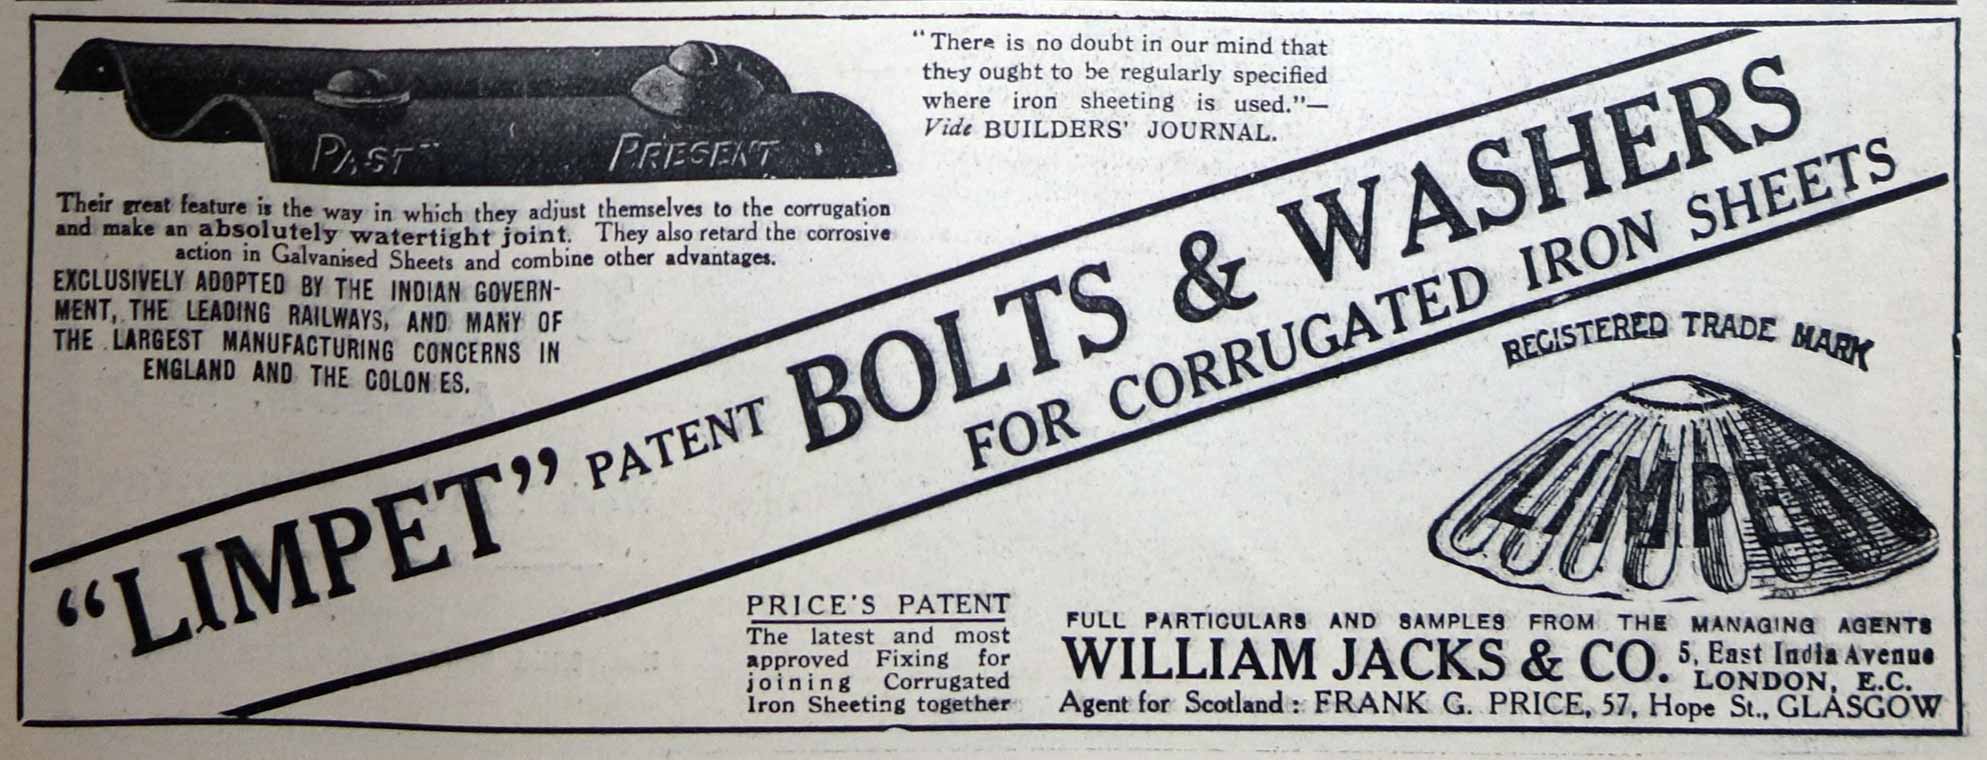 PAST
PRESENT
"There is no doubt in our mind that
they ought to be regularly specified
where iron sheeting is used."—
Vide BUILDERS' JOURNAL.
Their great feature is the way in which they adjust themselves to the corrugation
and make an absolutely watertight joint. They also retard the corrosive
action in Galvanised Sheets and combine other advantages.
EXCLUSIVELY ADOPTED BY THE INDIAN GOVERN-
MENT, THE LEADING RAILWAYS, AND MANY OF
THE LARGEST MANUFACTURING CONCERNS IN
ENGLAND AND THE COLON ES.
"LIMPET" PATENT BOLTS & WASHERS
FOR CORRUGATED IRON SHEETS
REGISTERED TRADE MARK
LIMPET
PRICE'S PATENT
The latest and most
approved Fixing for
joining Corrugated
Iron Sheeting together
FULL PARTICULARS AND SAMPLES FROM THE MANAGING AGENTS
WILLIAM JACKS & CO. 5, East India Avenue
LONDON, E.C.
Agent for Scotland: FRANK G. PRICE, 57, Hope St., GLASGOW